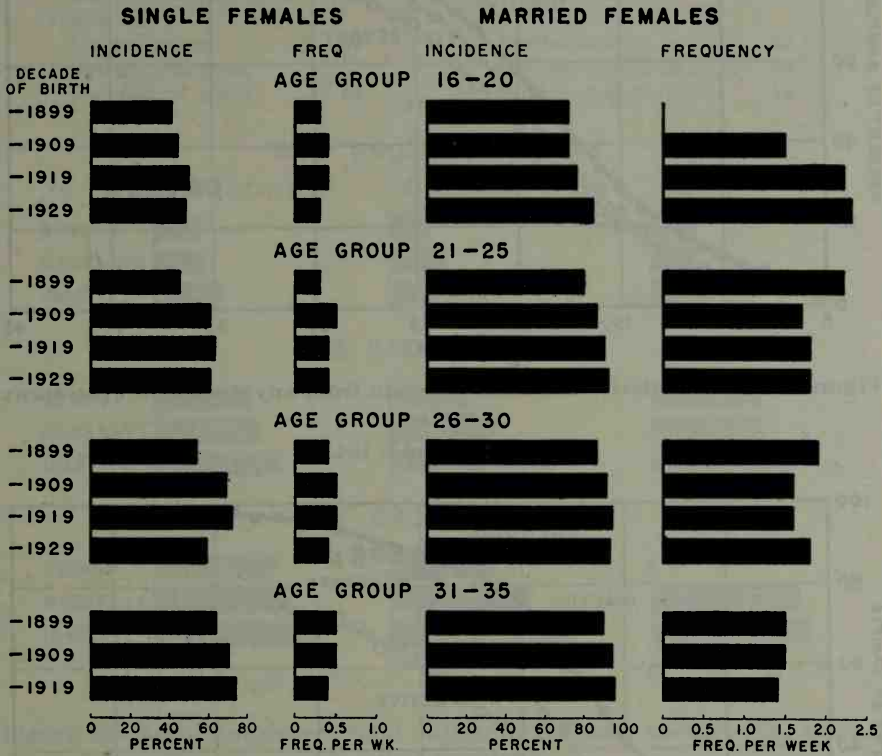 SINGLE FEMALES MARRIED FEMALES
INCIDENCE FREQ INCIDENCE FREQUENCY
DECADE OF BIRTH
AGE GROUP 16-20
-1899
-1909
-1919
-1929
AGE GROUP 21-25
-1899
-1909
-1919
-1929
AGE GROUP 26-30
-1899
-1909
-1919
-1929
AGE GROUP 31-35
-1899
-1909
-1919
0 20 40 60 80 0 0.5 1.0 0 20 40 60 80 100 0 0.5 1.0 1.5 2.0 2.5
PERCENT FREQ. PER WK. PERCENT FREQ. PER WEEK